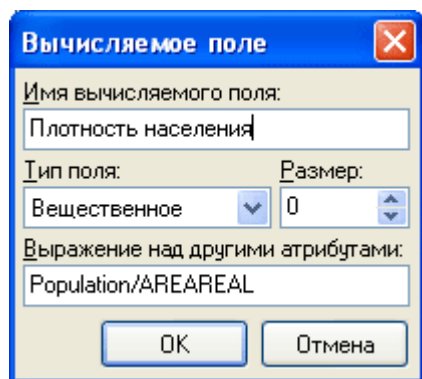 Вычисляемое поле
Имя вычисляемого поля:
Плотность населения
Тип поля: Размер:
Вещественное 0
Выражение над другими атрибутами:
Population/AREAREAL
OK Отмена